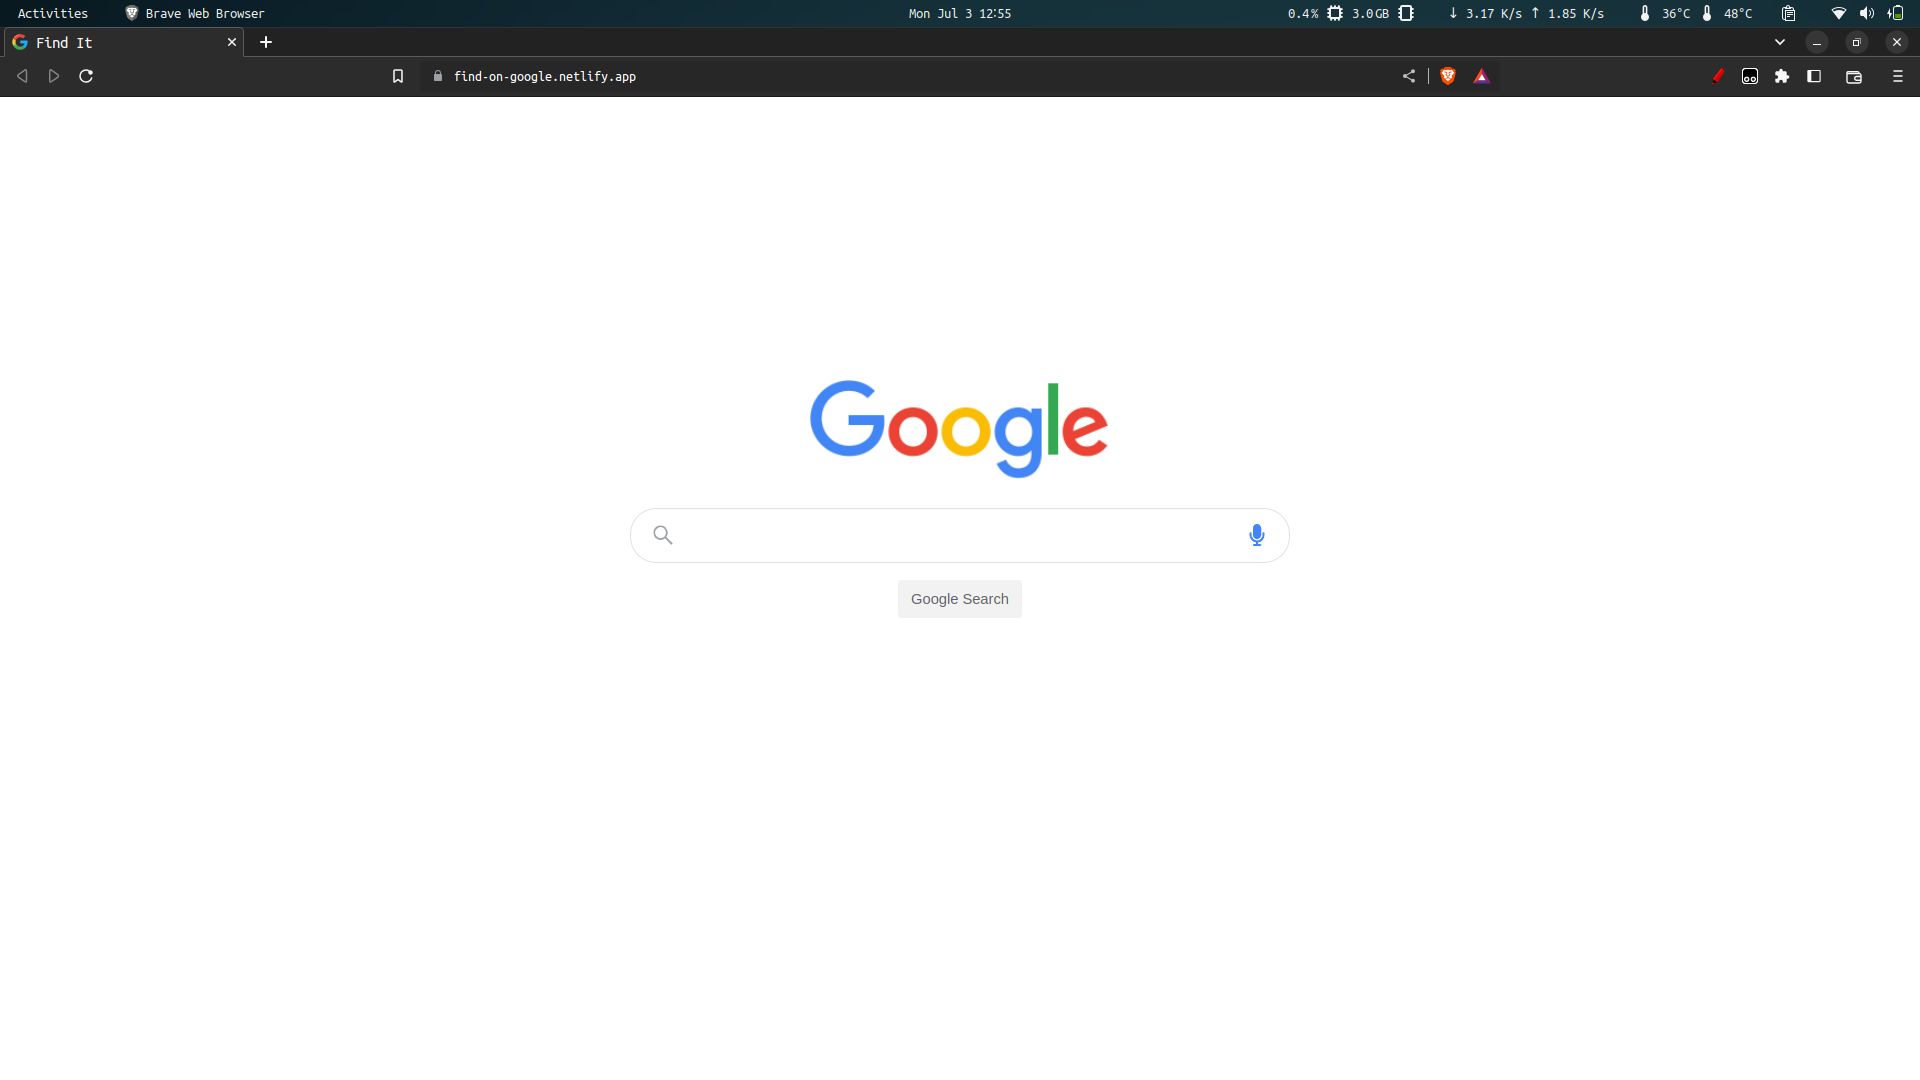 Activities
Brave Web Browser
Mon Jul 3 12:55
0.4%
3.0GB
↓ 3.17 K/s ↑ 1.85 K/s
36°C
48°C
Find It
find-on-google.netlify.app
Google
Google Search